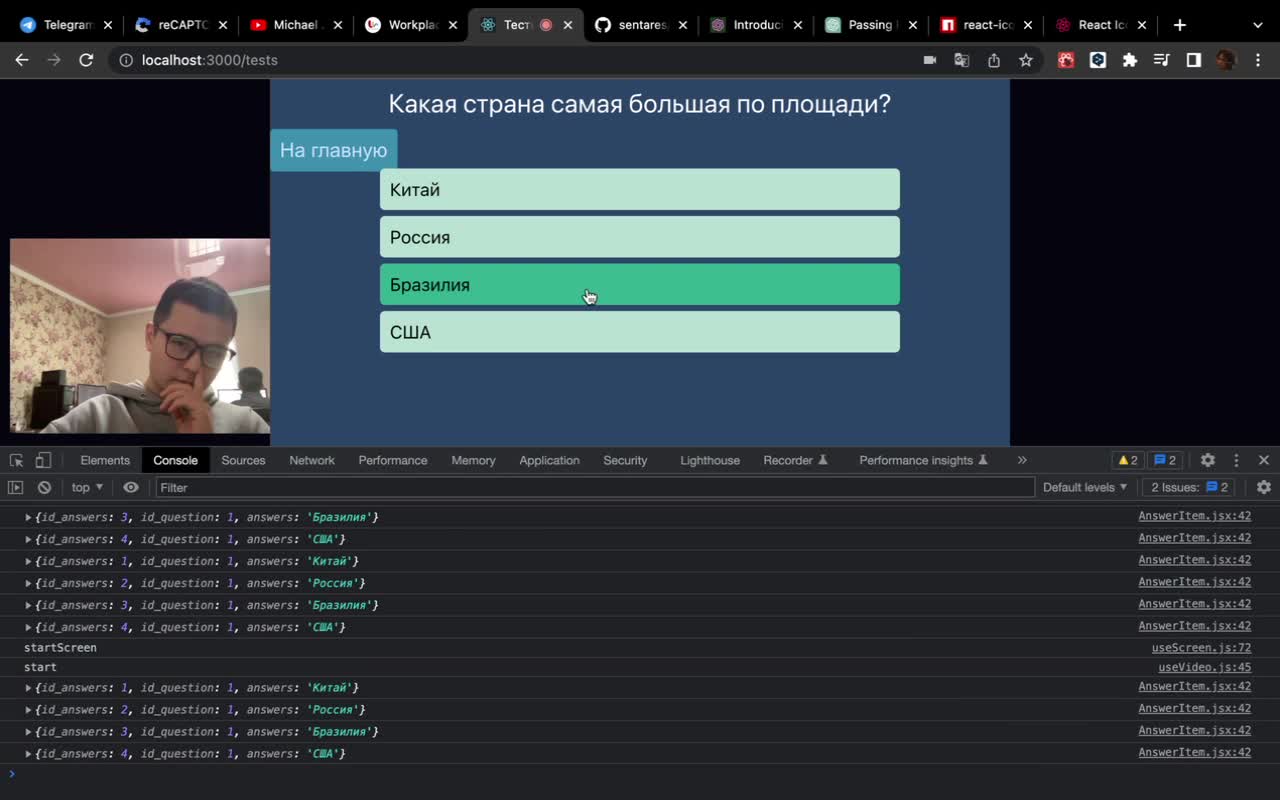 Telegram
reCAPTC
Michael
Workplac
Тест
sentares
Introduci
Passing
react-ico
React Ico
localhost:3000/tests
Какая страна самая большая по площади?
На главную
Китай
Россия
Бразилия
США
Elements
Console
Sources
Network
Performance
Memory
Application
Security
Lighthouse
Recorder
Performance insights
»
2
2
top
Filter
Default levels
2 Issues:
2
{id_answers: 3, id_question: 1, answers: 'Бразилия'} AnswerItem.jsx:42
{id_answers: 4, id_question: 1, answers: 'США'} AnswerItem.jsx:42
{id_answers: 1, id_question: 1, answers: 'Китай'} AnswerItem.jsx:42
{id_answers: 2, id_question: 1, answers: 'Россия'} AnswerItem.jsx:42
{id_answers: 3, id_question: 1, answers: 'Бразилия'} AnswerItem.jsx:42
{id_answers: 4, id_question: 1, answers: 'США'} AnswerItem.jsx:42
startScreen useScreen.js:72
start useVideo.js:45
{id_answers: 1, id_question: 1, answers: 'Китай'} AnswerItem.jsx:42
{id_answers: 2, id_question: 1, answers: 'Россия'} AnswerItem.jsx:42
{id_answers: 3, id_question: 1, answers: 'Бразилия'} AnswerItem.jsx:42
{id_answers: 4, id_question: 1, answers: 'США'} AnswerItem.jsx:42